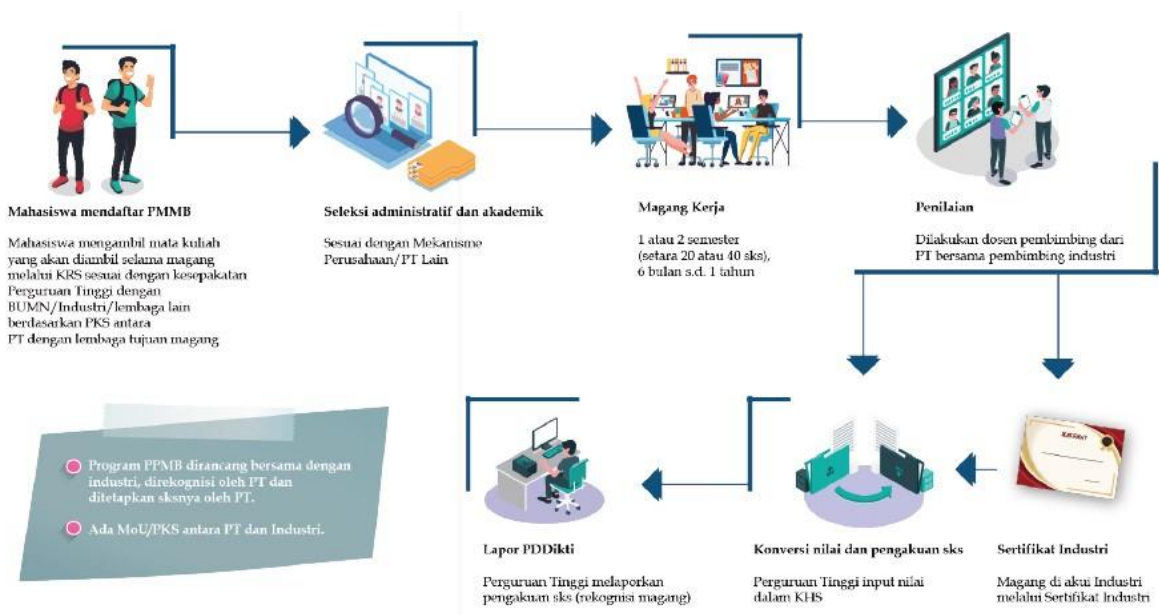 Mahasiswa mendaftar PMMB
Mahasiswa mengambil mata kuliah
yang akan diambil selama magang
melalui KRS sesuai dengan kesepakatan
Perguruan Tinggi dengan
BUMN/Industri/lembaga lain
berdasarkan PKS antara
PT dengan lembaga tujuan magang
Seleksi administratif dan akademik
Sesuai dengan Mekanisme
Perusahaan/PT Lain
Magang Kerja
1 atau 2 semester
(setara 20 atau 40 sks),
6 bulan s.d. 1 tahun
Penilaian
Dilakukan dosen pembimbing dari
PT bersama pembimbing industri
Program PPMB dirancang bersama dengan
industri, direkognisi oleh PT dan
ditetapkan sksnya oleh PT.
Ada MoU/PKS antara PT dan Industri.
Lapor PDDikti
Perguruan Tinggi melaporkan
pengakuan sks (rekognisi magang)
Konversi nilai dan pengakuan sks
Perguruan Tinggi input nilai
dalam KHS
Sertifikat Industri
Magang di akui Industri
melalui Sertifikat Industri